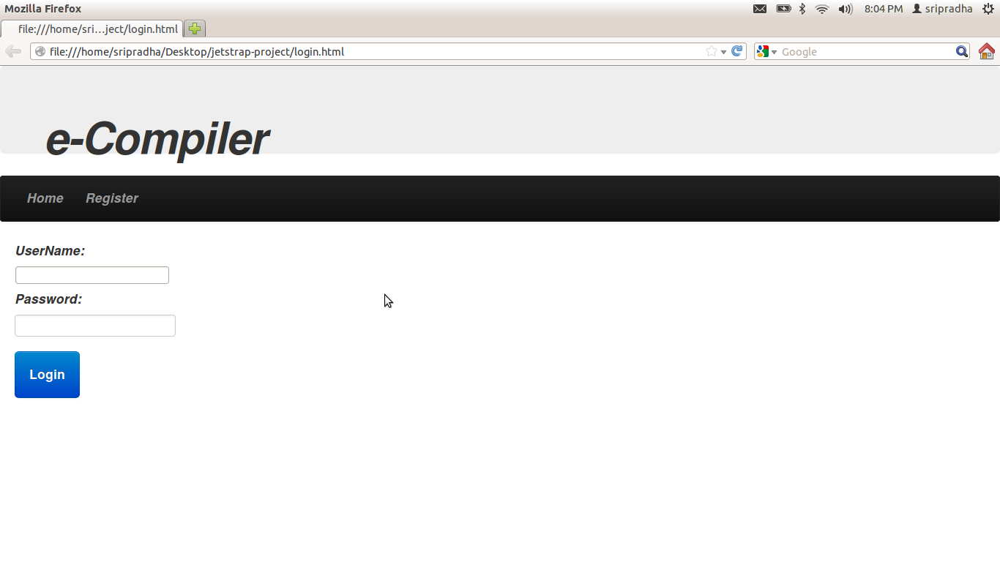 Mozilla Firefox 8:04 PM sripradha
file:///home/sri...ject/login.html
file:///home/sripradha/Desktop/jetstrap-project/login.html Google
e-Compiler
Home Register
UserName:
Password:
Login